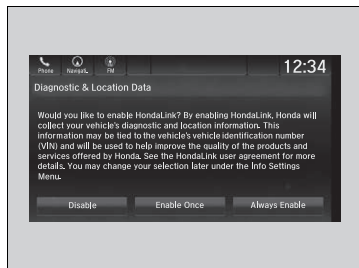 12:34
Phone Navigati... FM
Diagnostic & Location Data
Would you like to enable HondaLink? By enabling HondaLink, Honda will
collect your vehicle's diagnostic and location information. This
information may be tied to the vehicle's vehicle identification number
(VIN) and will be used to help improve the quality of the products and
services offered by Honda. See the HondaLink user agreement for more
details. You may change your selection later under the Info Settings
Menu.
Disable Enable Once Always Enable